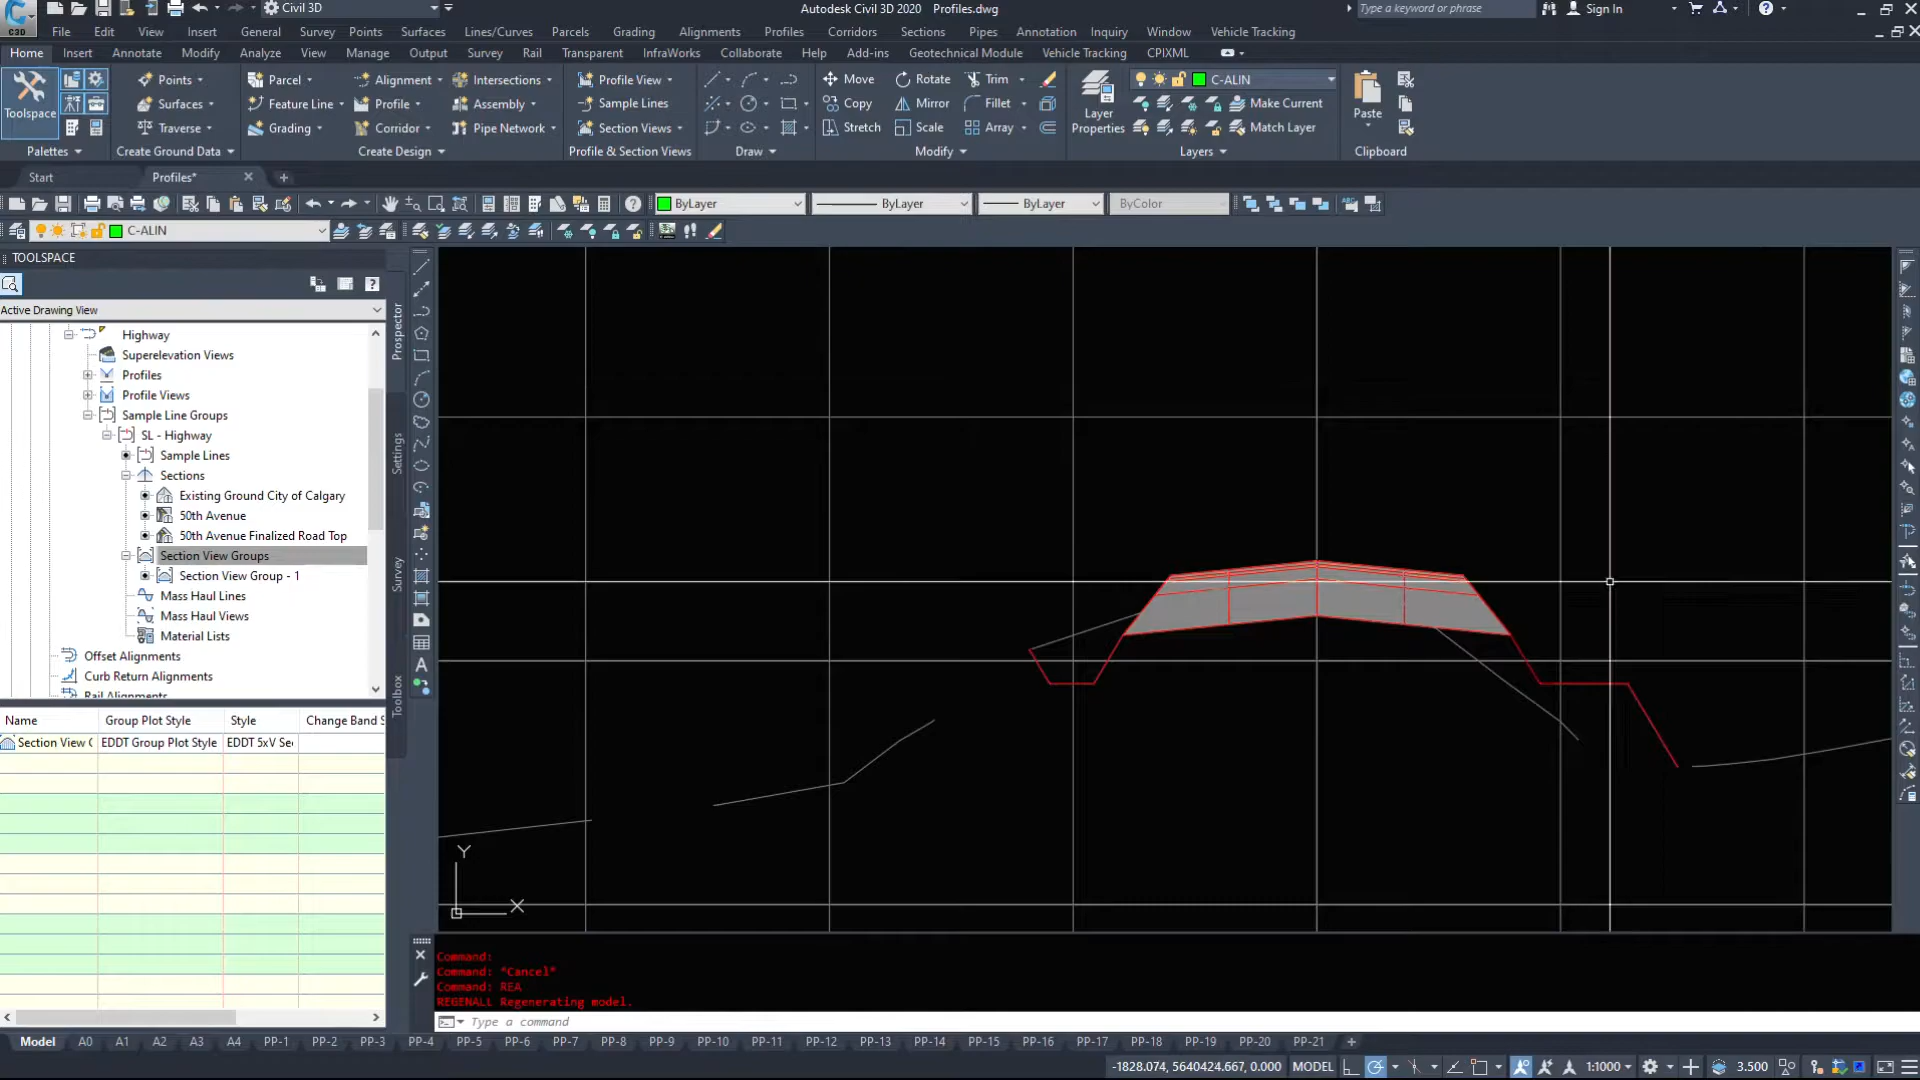 C3D
Civil 3D
Autodesk Civil 3D 2020 Profiles.dwg
Type a keyword or phrase
Sign In
File Edit View Insert General Survey Points Surfaces Lines/Curves Parcels Grading Alignments Profiles Corridors Sections Pipes Annotation Inquiry Window Vehicle Tracking
Home Insert Annotate Modify Analyze View Manage Output Survey Rail Transparent InfraWorks Collaborate Help Add-ins Geotechnical Module Vehicle Tracking CPIXML
Points Parcel Alignment Intersections Profile View Move Rotate Trim C-ALIN
Toolspace Surfaces Feature Line Profile Assembly Sample Lines Copy Mirror Fillet Layer Properties Make Current Paste
Traverse Grading Corridor Pipe Network Section Views Stretch Scale Array Match Layer
Palettes Create Ground Data Create Design Profile & Section Views Draw Modify Layers Clipboard
Start Profiles*
ByLayer ByLayer ByLayer ByColor
C-ALIN
TOOLSPACE
Active Drawing View
Highway
Superelevation Views
Profiles
Profile Views
Sample Line Groups
SL - Highway
Sample Lines
Sections
Existing Ground City of Calgary
50th Avenue
50th Avenue Finalized Road Top
Section View Groups
Section View Group - 1
Mass Haul Lines
Mass Haul Views
Material Lists
Offset Alignments
Curb Return Alignments
Rail Alignments
Prospector
Settings
Survey
Toolbox
Name Group Plot Style Style Change Band S
Section View G EDDT Group Plot Style EDDT 5xV Sec
Y
X
Command:
Command: *Cancel*
Command: REA
REGENALL Regenerating model.
Type a command
Model A0 A1 A2 A3 A4 PP-1 PP-2 PP-3 PP-4 PP-5 PP-6 PP-7 PP-8 PP-9 PP-10 PP-11 PP-12 PP-13 PP-14 PP-15 PP-16 PP-17 PP-18 PP-19 PP-20 PP-21
-1828.074, 5640424.667, 0.000 MODEL 1:1000 3.500